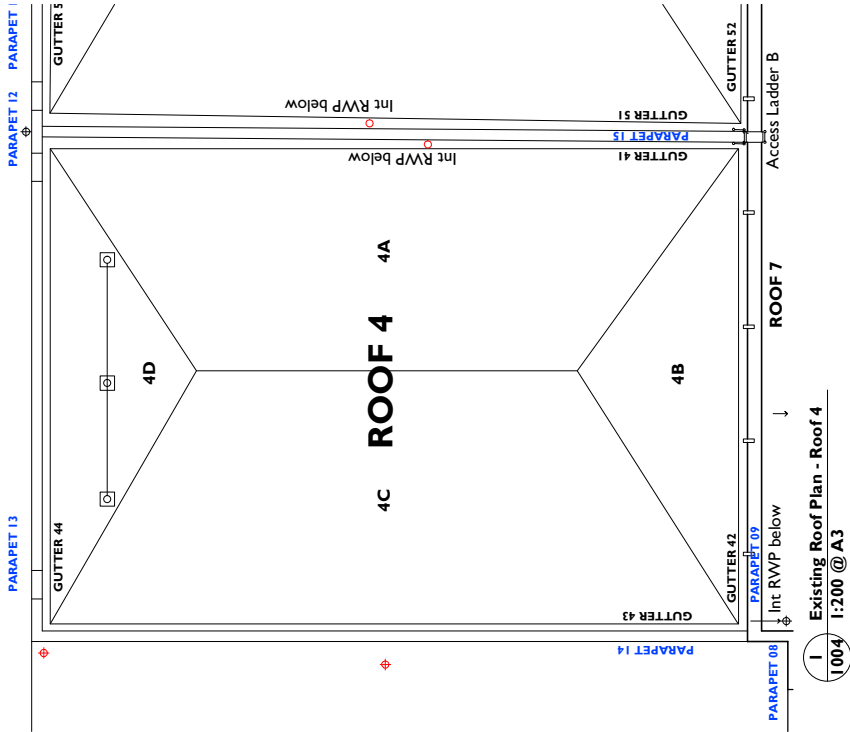 PARAPET 12
PARAPET 13
GUTTER 5
GUTTER 52
Int RWP below
GUTTER 51
PARAPET 15
Access Ladder B
Int RWP below
GUTTER 41
4A
4D
ROOF 4
4B
4C
ROOF 7
GUTTER 44
GUTTER 42
GUTTER 43
PARAPET 09
Int RWP below
PARAPET 14
PARAPET 08
1
1004
Existing Roof Plan - Roof 4
1:200 @ A3
PARAPET 1